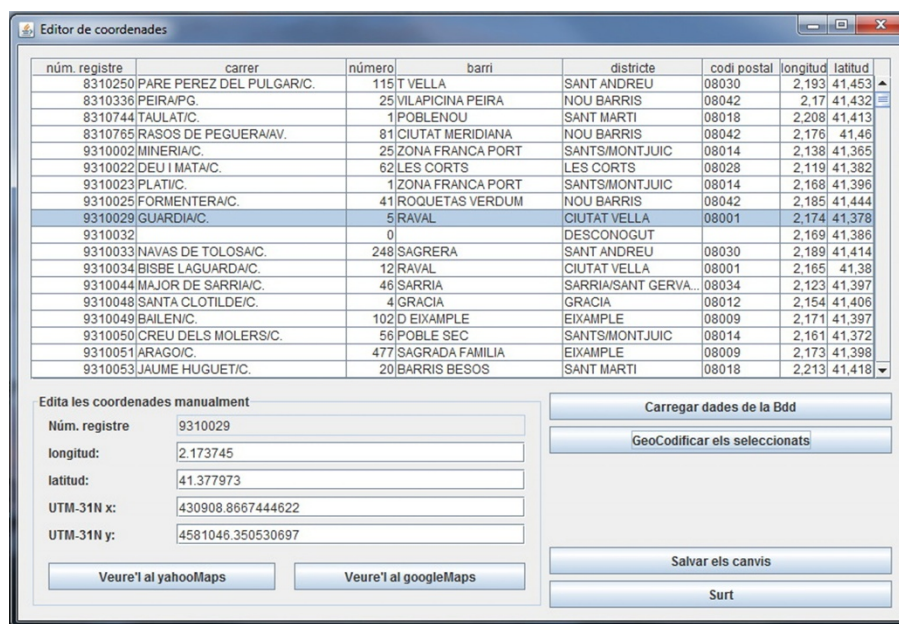 Editor de coordenades
núm. registre carrer número barri districte codi postal longitud latitud
8310250 PARE PEREZ DEL PULGAR/C. 115 T VELLA SANT ANDREU 08030 2,193 41,453
8310336 PEIRA/PG. 25 VILAPICINA PEIRA NOU BARRIS 08042 2,17 41,432
8310744 TAULAT/C. 1 POBLENOU SANT MARTI 08018 2,208 41,413
8310765 RASOS DE PEGUERA/AV. 81 CIUTAT MERIDIANA NOU BARRIS 08042 2,176 41,46
9310002 MINERIA/C. 25 ZONA FRANCA PORT SANTS/MONTJUIC 08014 2,138 41,365
9310022 DEU I MATA/C. 62 LES CORTS LES CORTS 08028 2,119 41,382
9310023 PLATI/C. 1 ZONA FRANCA PORT SANTS/MONTJUIC 08014 2,168 41,396
9310025 FORMENTERA/C. 41 ROQUETAS VERDUM NOU BARRIS 08042 2,185 41,444
9310029 GUARDIA/C. 5 RAVAL CIUTAT VELLA 08001 2,174 41,378
9310032 0 DESCONOGUT 2,169 41,386
9310033 NAVAS DE TOLOSA/C. 248 SAGRERA SANT ANDREU 08030 2,189 41,414
9310034 BISBE LAGUARDA/C. 12 RAVAL CIUTAT VELLA 08001 2,165 41,38
9310044 MAJOR DE SARRIA/C. 46 SARRIA SARRIA/SANT GERVA... 08034 2,123 41,397
9310048 SANTA CLOTILDE/C. 4 GRACIA GRACIA 08012 2,154 41,406
9310049 BAILEN/C. 102 D EIXAMPLE EIXAMPLE 08009 2,171 41,397
9310050 CREU DELS MOLERS/C. 56 POBLE SEC SANTS/MONTJUIC 08014 2,161 41,372
9310051 ARAGO/C. 477 SAGRADA FAMILIA EIXAMPLE 08009 2,173 41,398
9310053 JAUME HUGUET/C. 20 BARRIS BESOS SANT MARTI 08018 2,213 41,418
Edita les coordenades manualment
Núm. registre 9310029
longitud: 2.173745
latitud: 41.377973
UTM-31N x: 430908.8667444622
UTM-31N y: 4581046.350530697
Veure'l al yahooMaps
Veure'l al googleMaps
Carregar dades de la Bdd
GeoCodificar els seleccionats
Salvar els canvis
Surt